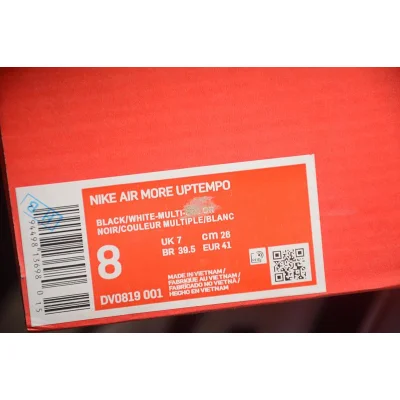 NIKE AIR MORE UPTEMPO
BLACK/WHITE-MULTI-COLOR
NOIR/COULEUR MULTIPLE/BLANC
8
UK 7
cm 26
BR 39.5
EUR 41
DV0819 001
MADE IN VIETNAM /
FABRIQUÉ AU VIETNAM /
FABRICADO NO VIETNÃ /
HECHO EN VIETNAM